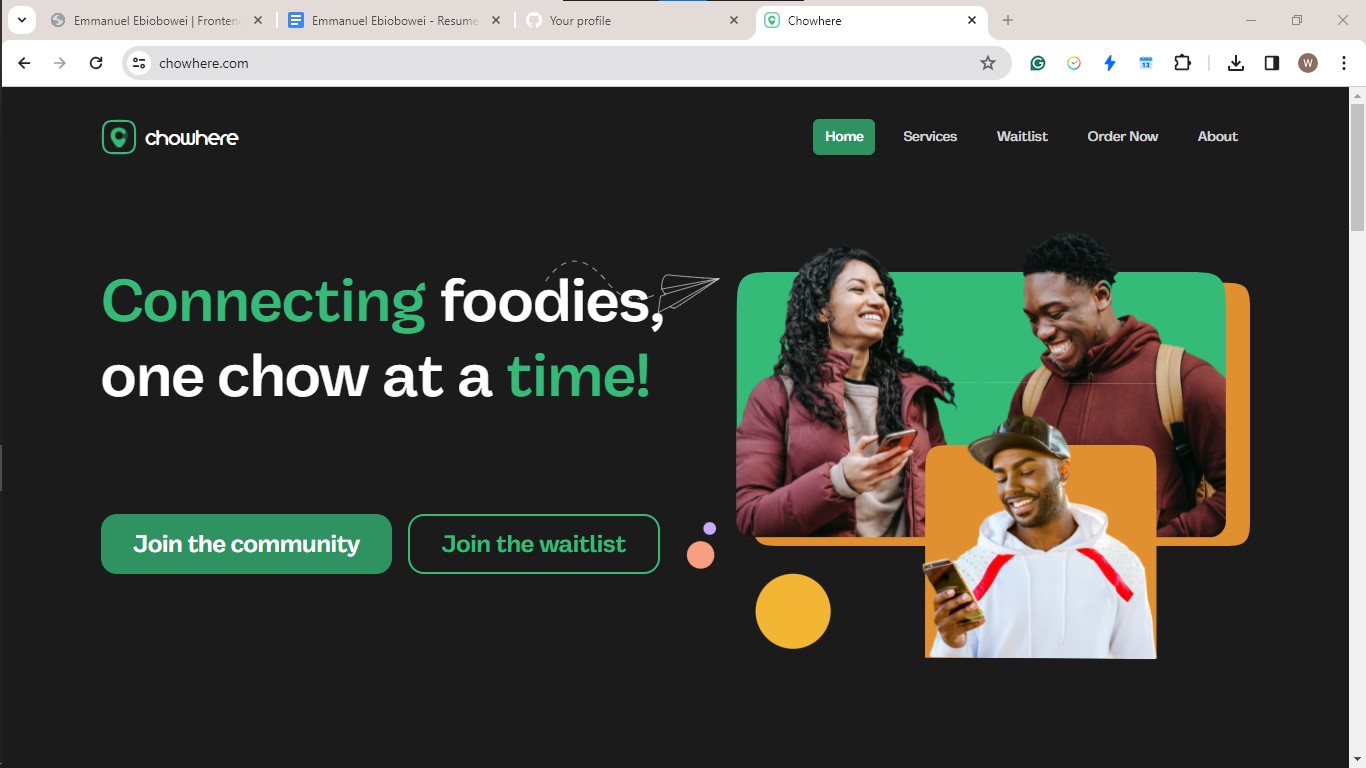 Emmanuel Ebiobowei | Fronten
Emmanuel Ebiobowei - Resume
Your profile
Chowhere
chowhere.com
13
W
chowhere
Home
Services
Waitlist
Order Now
About
Connecting foodies,
one chow at a time!
Join the community
Join the waitlist